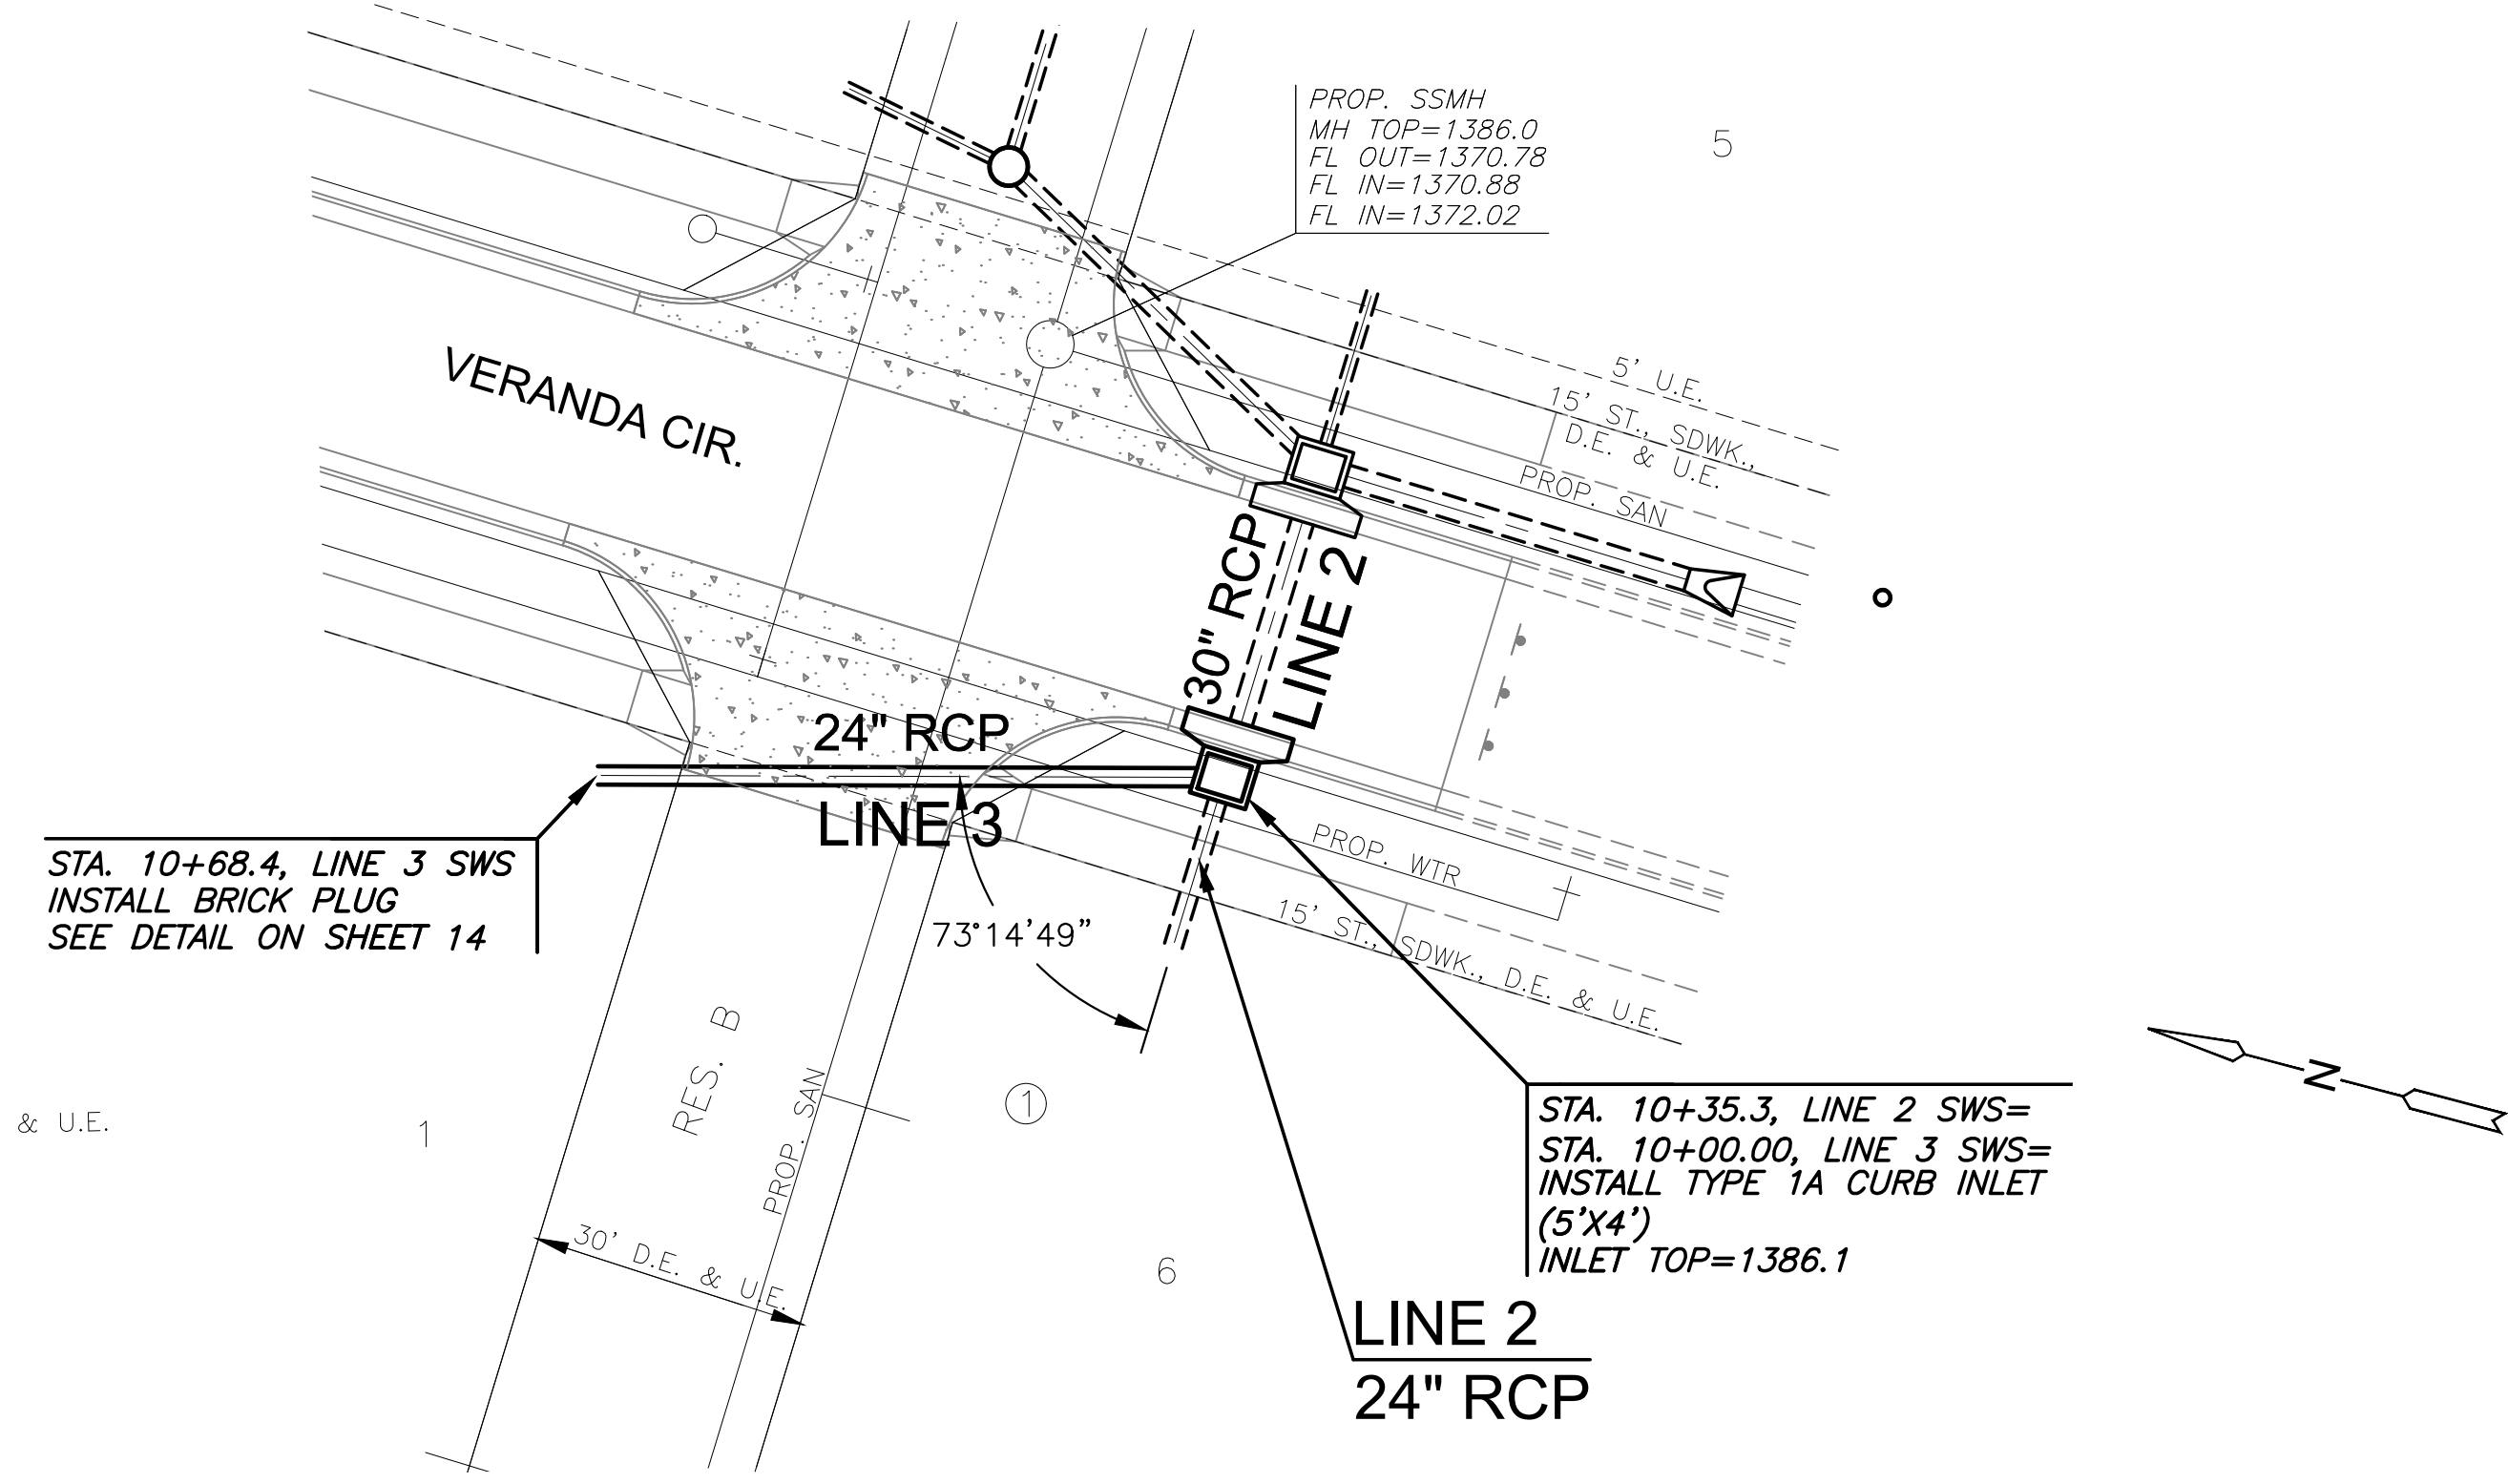 PROP. SSMH
MH TOP=1386.0
FL OUT=1370.78
FL IN=1370.88
FL IN=1372.02
5
VERANDA CIR.
5' U.E.
15' ST., SDWK.,
D.E. & U.E.
PROP. SAN
30" RCP
LINE 2
24" RCP
LINE 3
STA. 10+68.4, LINE 3 SWS
INSTALL BRICK PLUG
SEE DETAIL ON SHEET 14
73°14'49"
PROP. WTR
15' ST., SDWK., D.E. & U.E.
RES. B
PROP. SAN
30' D.E. & U.E.
& U.E.
1
1
6
N
STA. 10+35.3, LINE 2 SWS=
STA. 10+00.00, LINE 3 SWS=
INSTALL TYPE 1A CURB INLET
(5'X4')
INLET TOP=1386.1
LINE 2
24" RCP